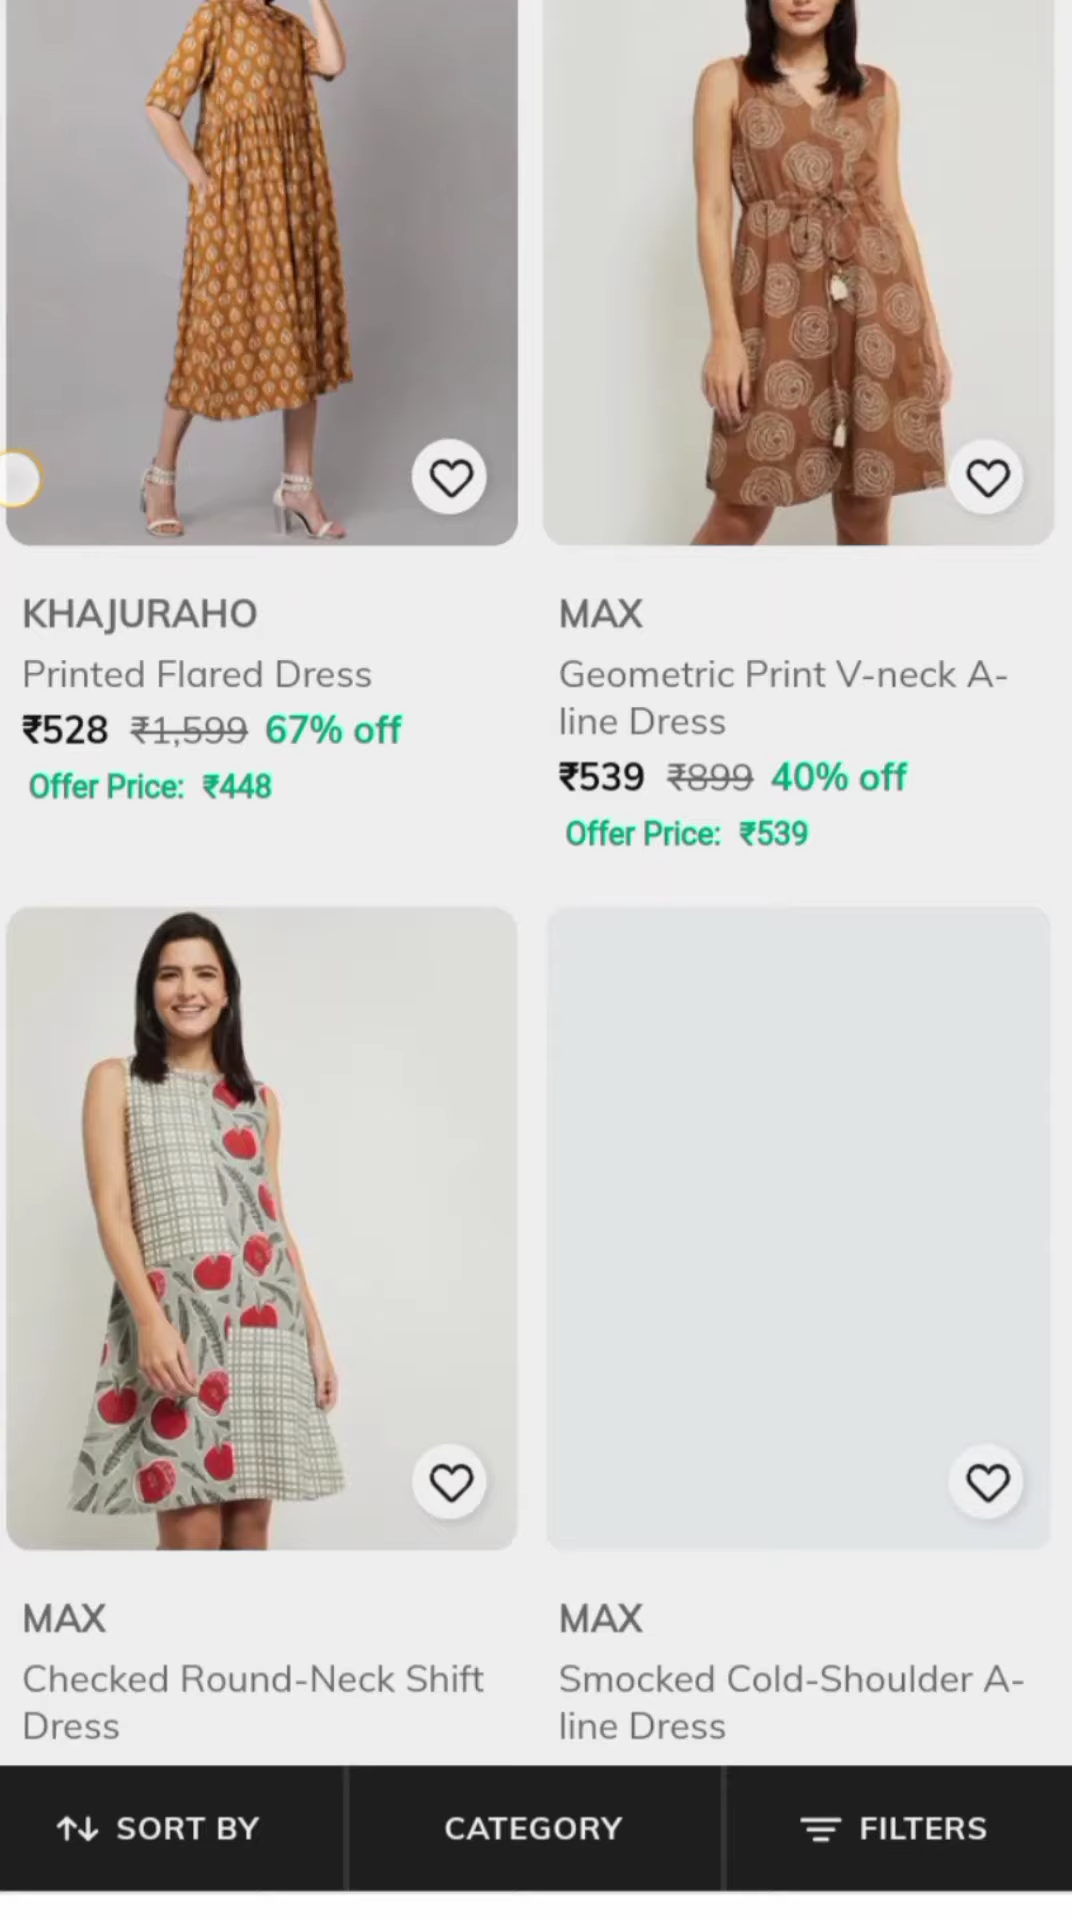 KHAJURAHO
Printed Flared Dress
₹528 ₹1,599 67% off
Offer Price: ₹448
MAX
Geometric Print V-neck A-
line Dress
₹539 ₹899 40% off
Offer Price: ₹539
MAX
Checked Round-Neck Shift
Dress
MAX
Smocked Cold-Shoulder A-
line Dress
SORT BY
CATEGORY
FILTERS